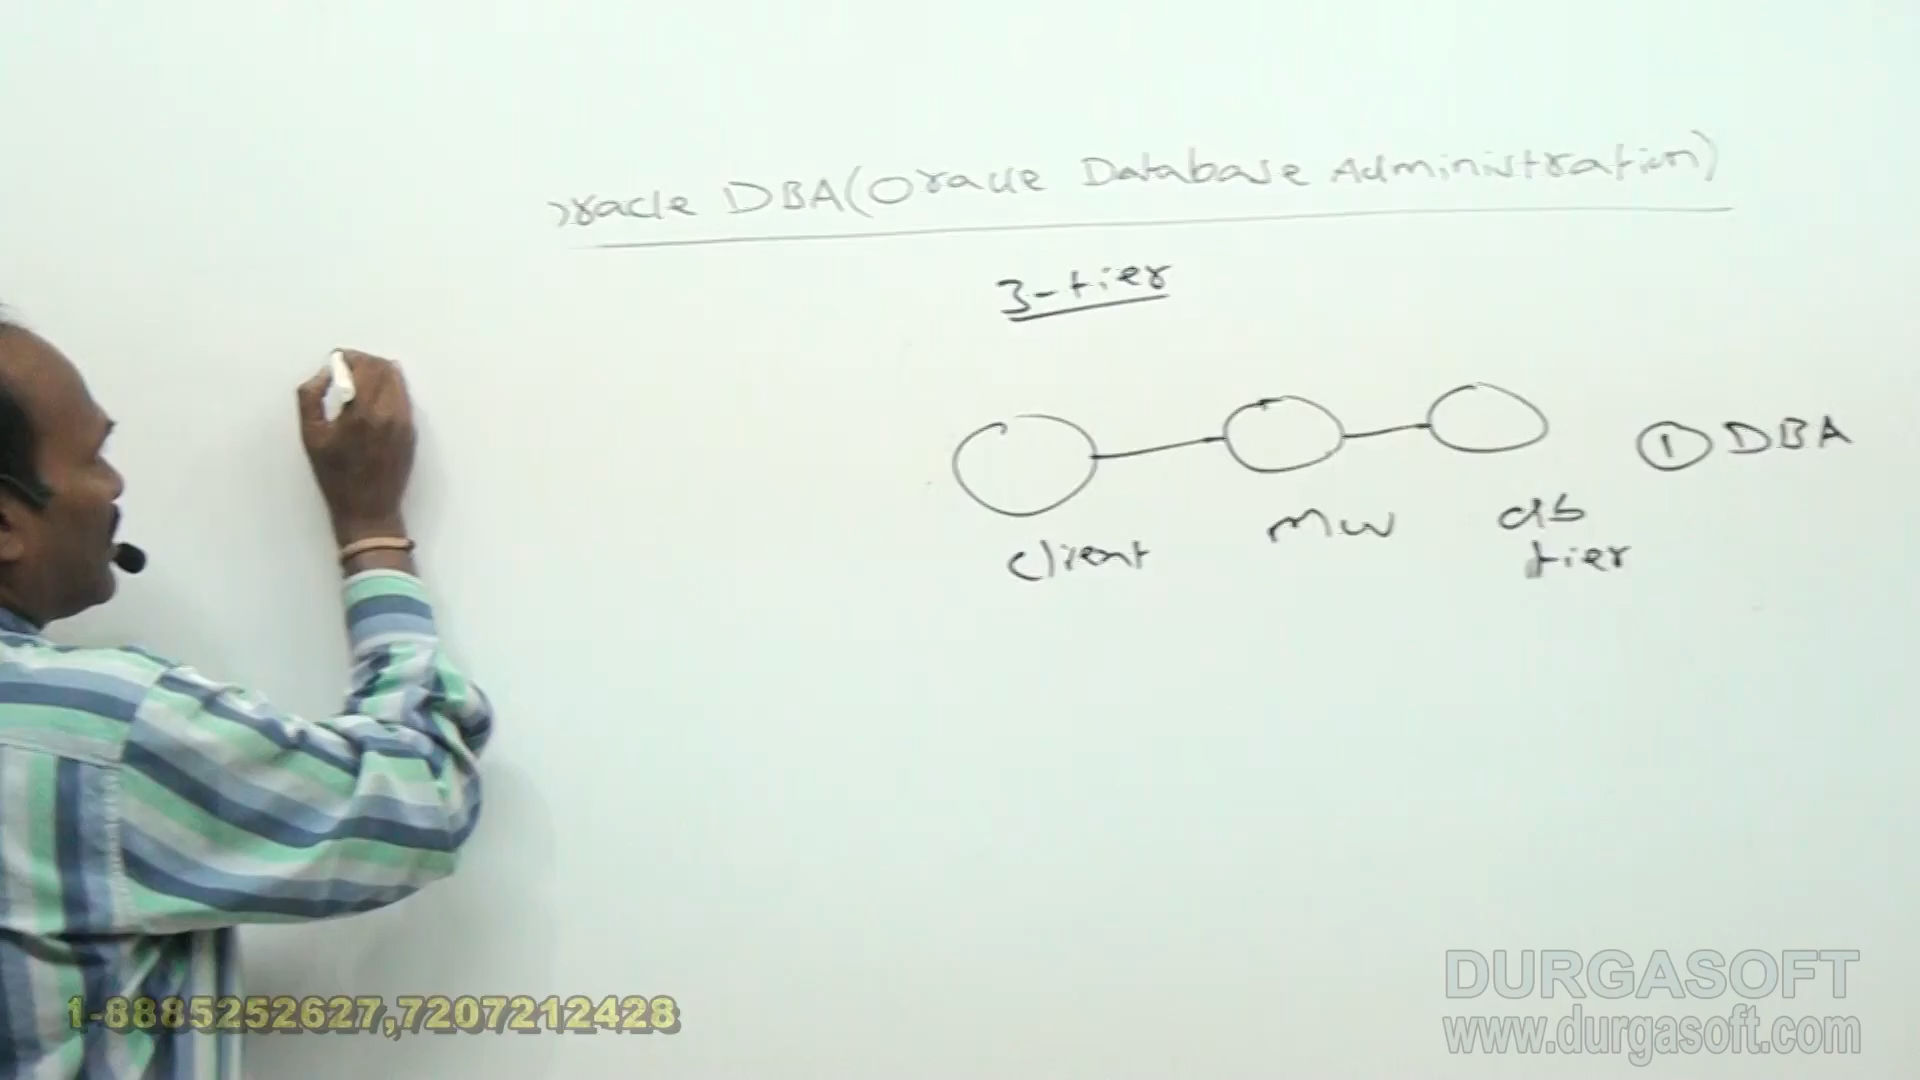 oracle DBA(Oracle Database Administration)
3-tier
① DBA
client
MW
db
tier
1-8885252627,7207212428
DURGASOFT
www.durgasoft.com